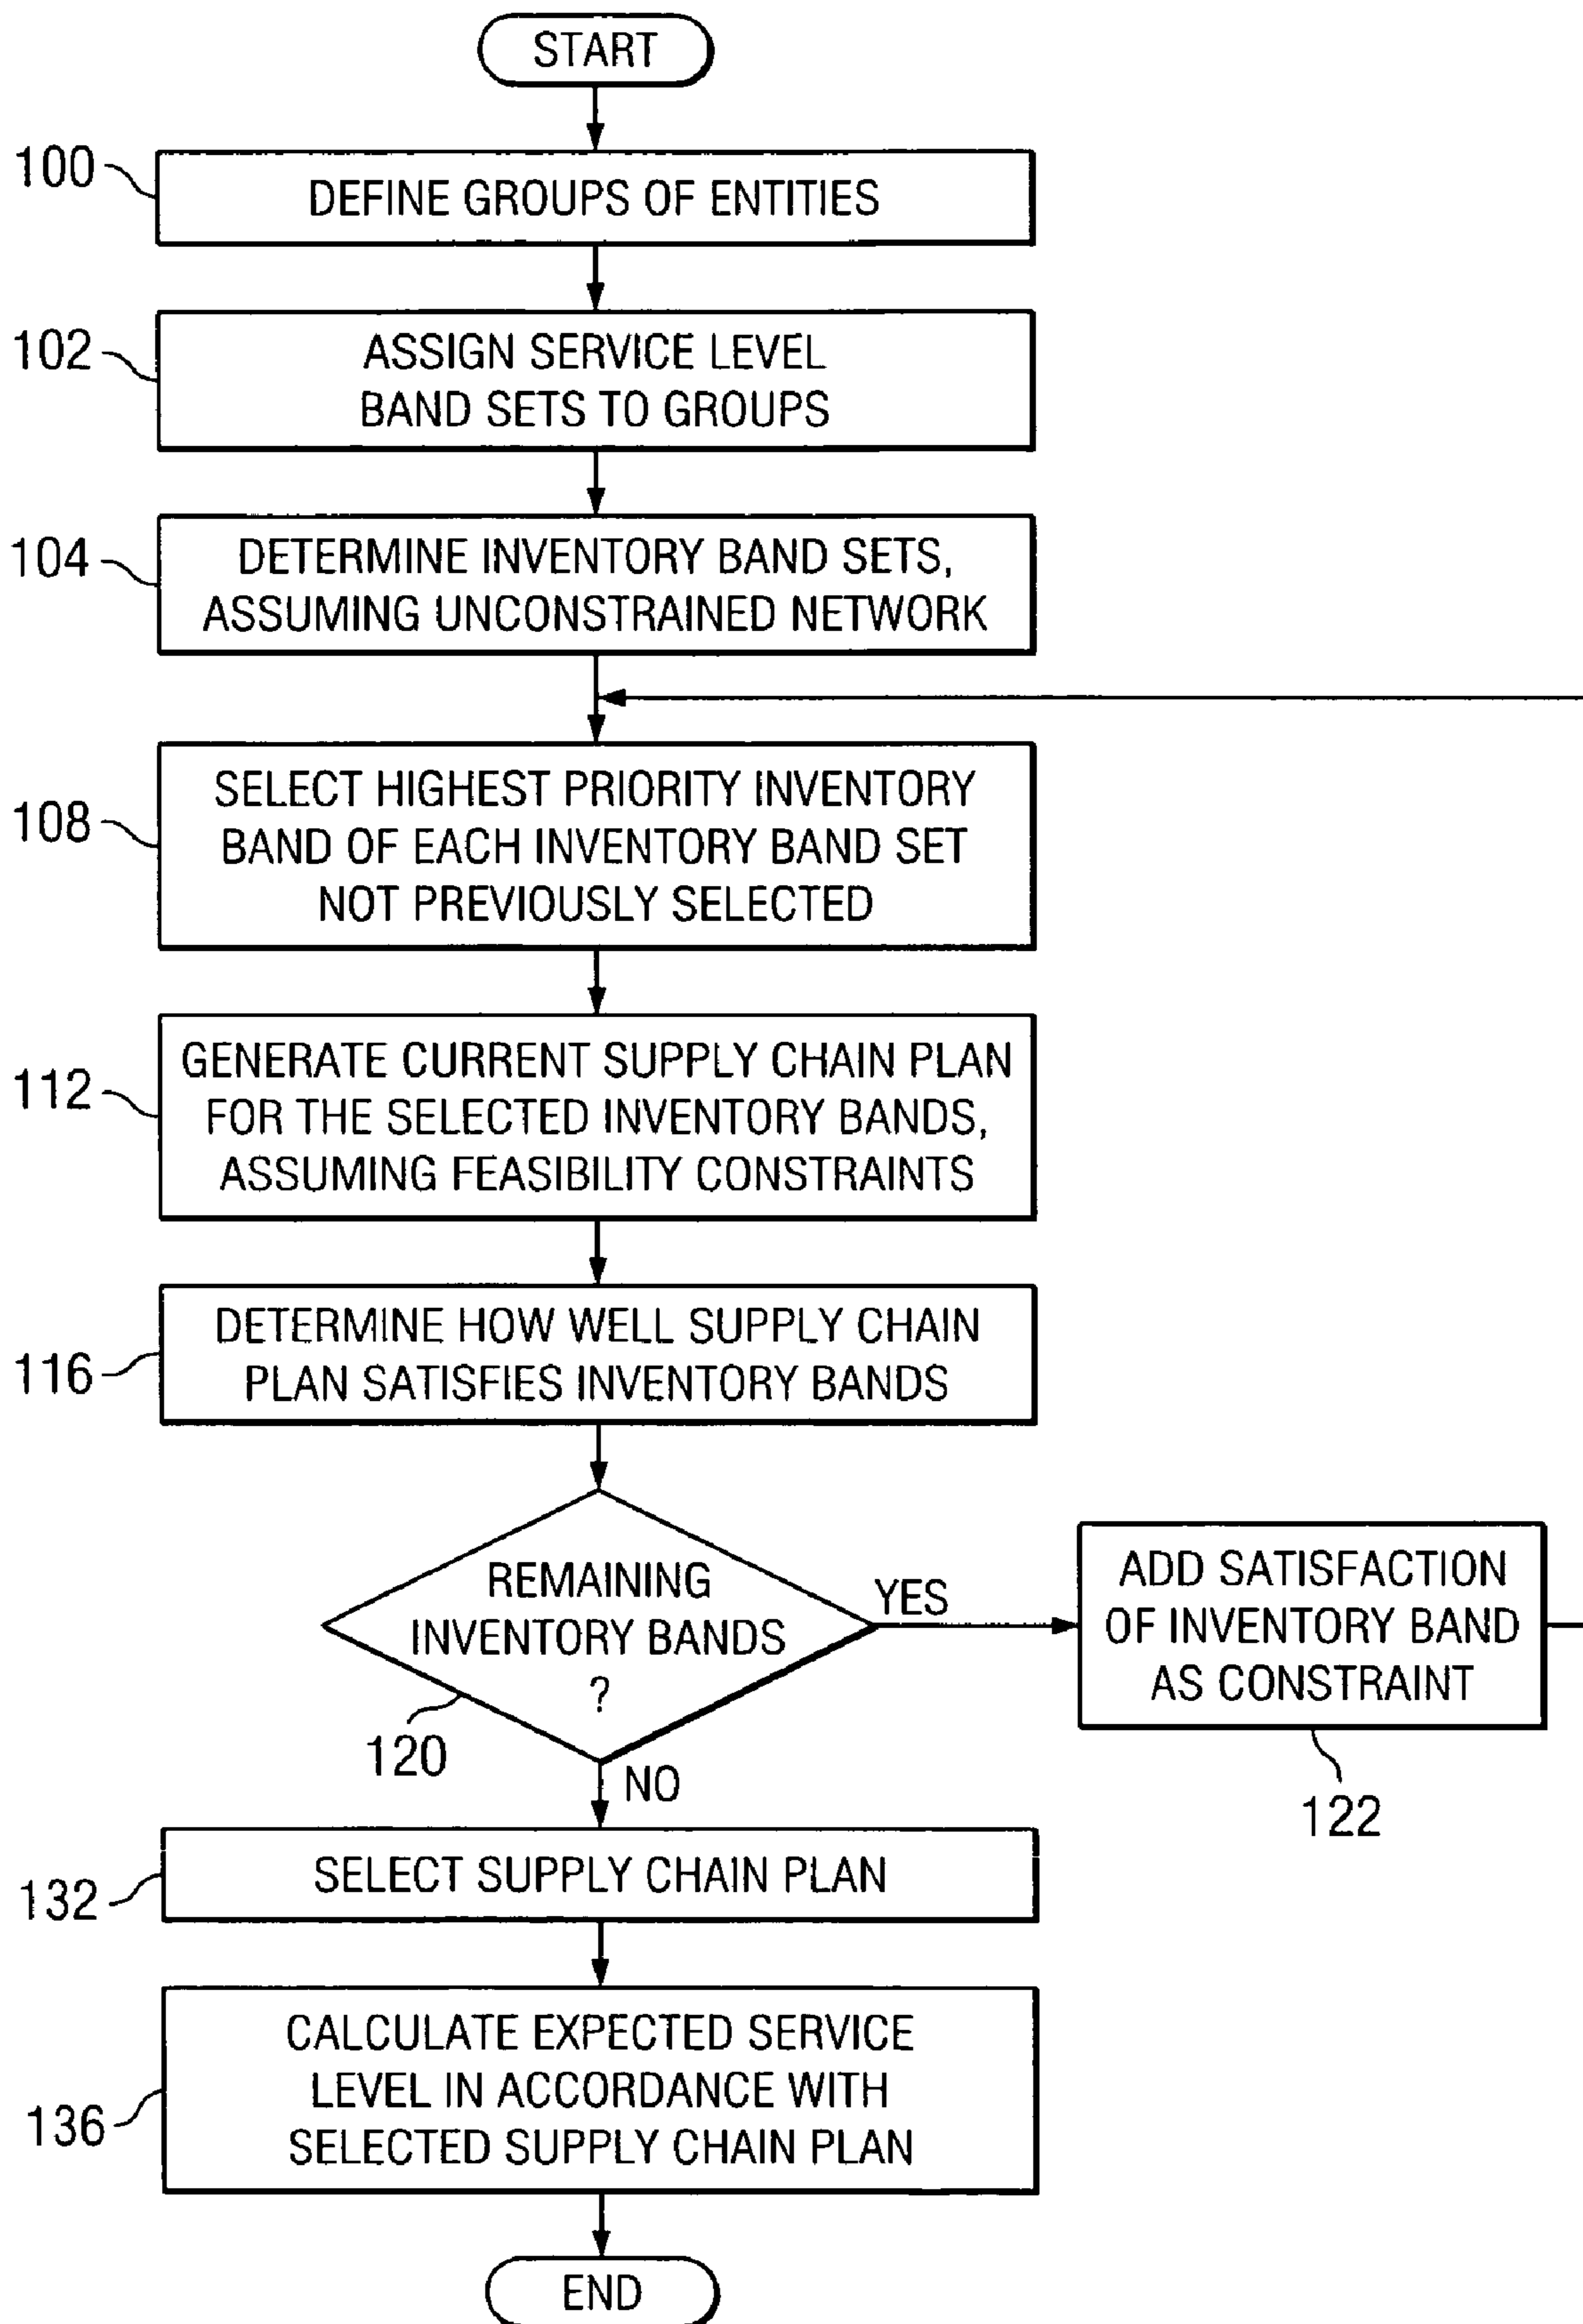 START
100
DEFINE GROUPS OF ENTITIES
102
ASSIGN SERVICE LEVEL
BAND SETS TO GROUPS
104
DETERMINE INVENTORY BAND SETS,
ASSUMING UNCONSTRAINED NETWORK
108
SELECT HIGHEST PRIORITY INVENTORY
BAND OF EACH INVENTORY BAND SET
NOT PREVIOUSLY SELECTED
112
GENERATE CURRENT SUPPLY CHAIN PLAN
FOR THE SELECTED INVENTORY BANDS,
ASSUMING FEASIBILITY CONSTRAINTS
116
DETERMINE HOW WELL SUPPLY CHAIN
PLAN SATISFIES INVENTORY BANDS
REMAINING
INVENTORY BANDS
?
120
YES
ADD SATISFACTION
OF INVENTORY BAND
AS CONSTRAINT
122
NO
132
SELECT SUPPLY CHAIN PLAN
136
CALCULATE EXPECTED SERVICE
LEVEL IN ACCORDANCE WITH
SELECTED SUPPLY CHAIN PLAN
END